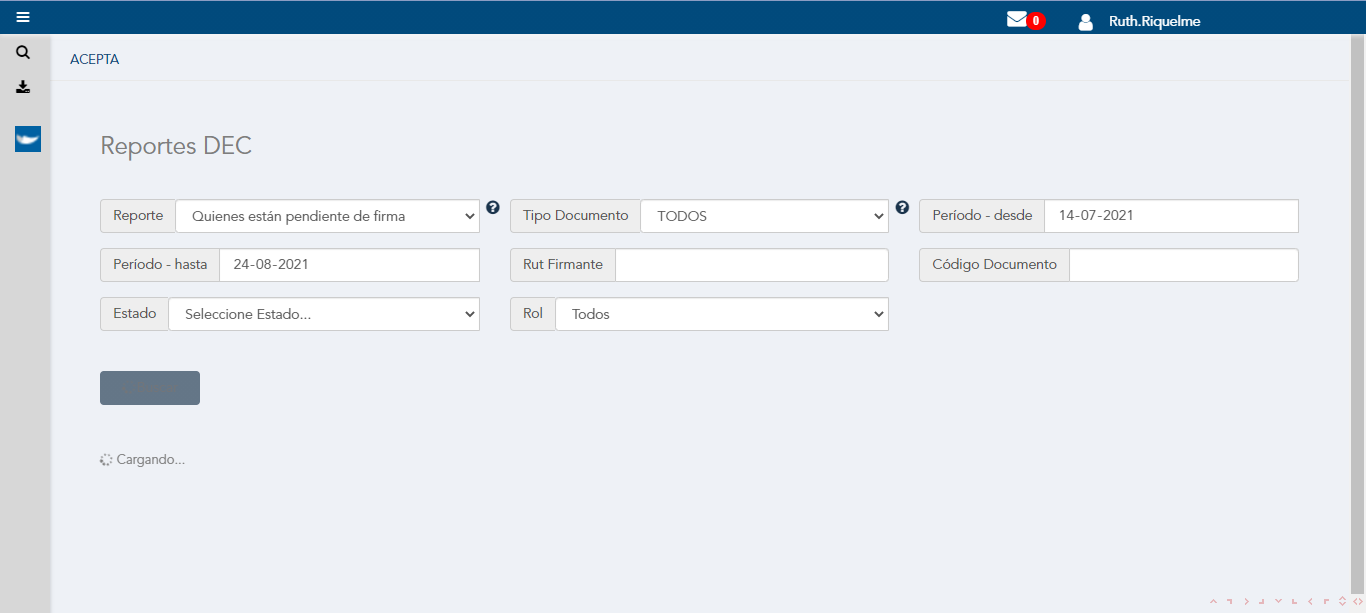 0 Ruth.Riquelme
ACEPTA
Reportes DEC
Reporte Quienes están pendiente de firma Tipo Documento TODOS Período - desde 14-07-2021
Período - hasta 24-08-2021 Rut Firmante Código Documento
Estado Seleccione Estado... Rol Todos
Cargando...